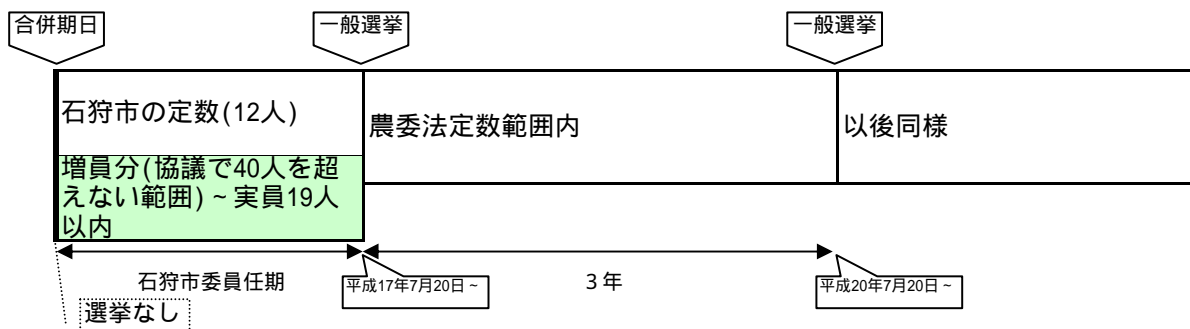 合併期日
一般選挙
一般選挙
石狩市の定数(12人)
農委法定数範囲内
以後同様
増員分(協議で40人を超
えない範囲)~実員19人
以内
石狩市委員任期
平成17年7月20日~
3年
平成20年7月20日~
選挙なし